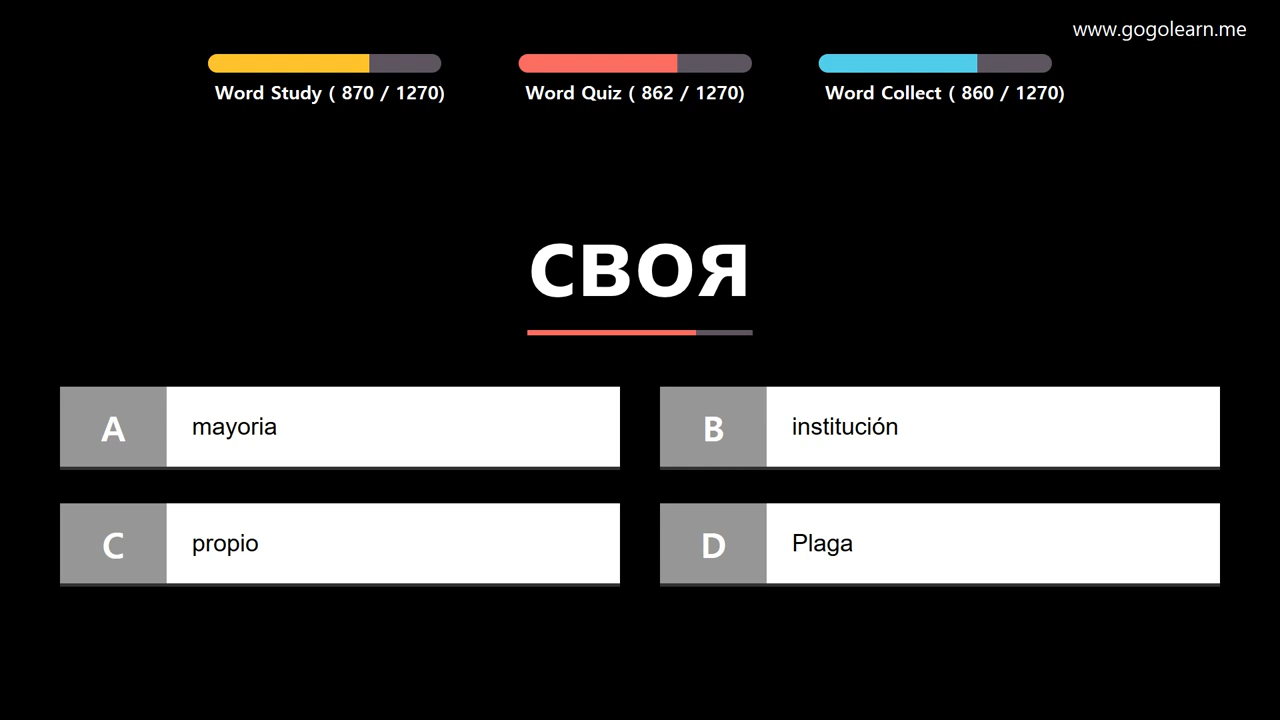 www.gogolearn.me
Word Study ( 870 / 1270)
Word Quiz ( 862 / 1270)
Word Collect ( 860 / 1270)
своя
A
mayoria
B
institución
C
propio
D
Plaga